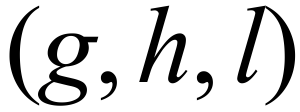 (g, h, l)